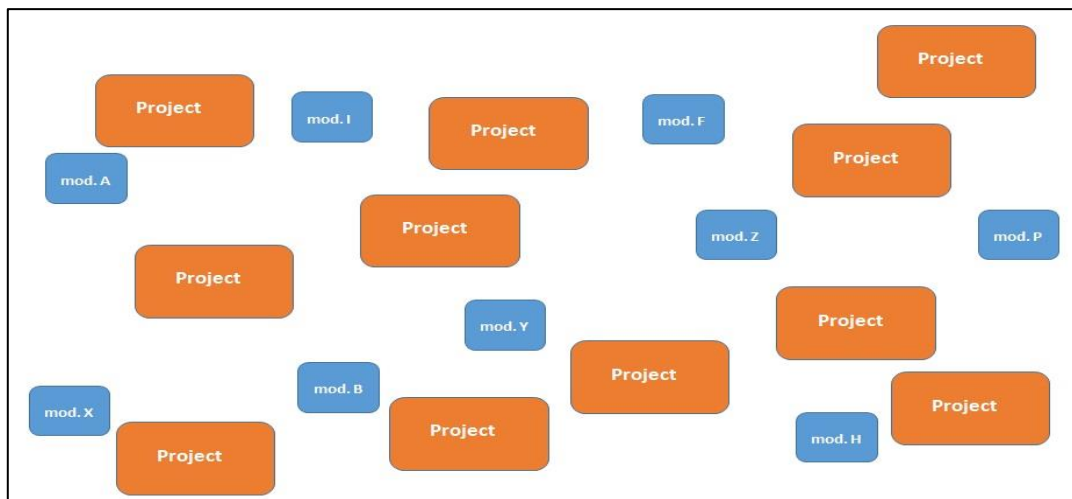 Project
Project
mod. I
mod. F
Project
Project
mod. A
Project
mod. Z
mod. P
Project
Project
mod. Y
Project
mod. B
Project
mod. X
Project
mod. H
Project